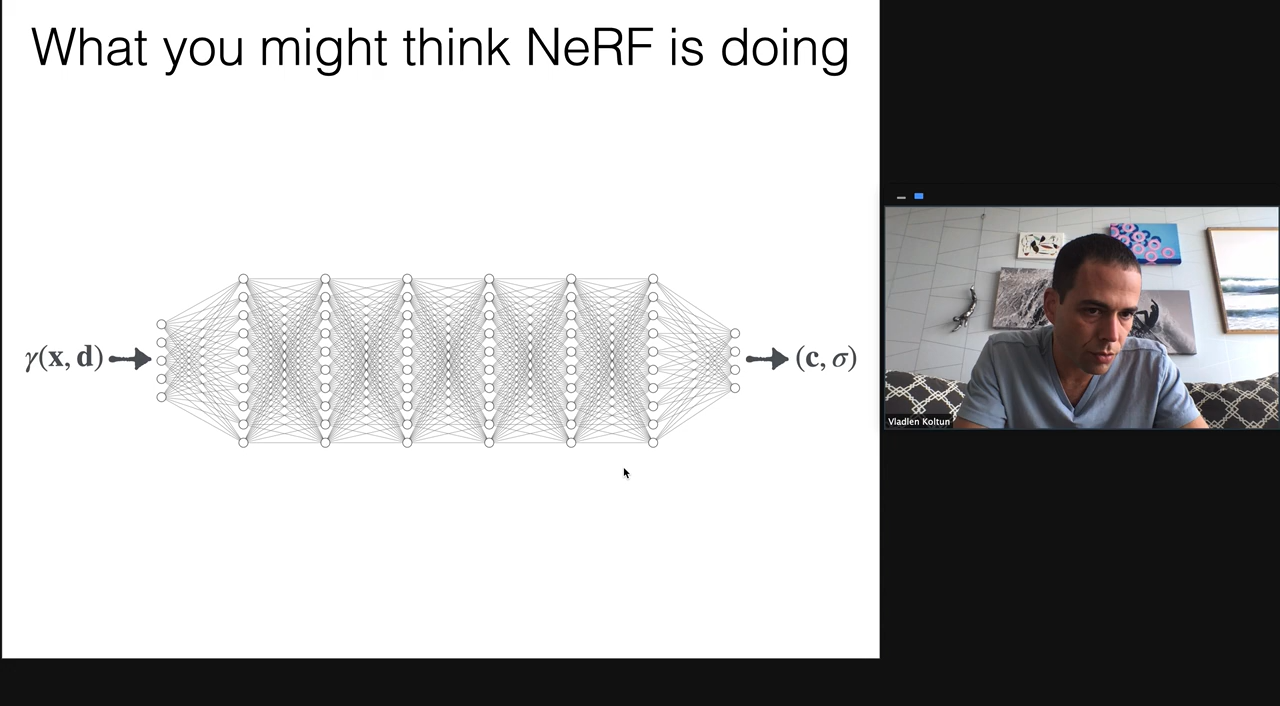 What you might think NeRF is doing
γ(x, d)
(c, σ)
Vladlen Koltun